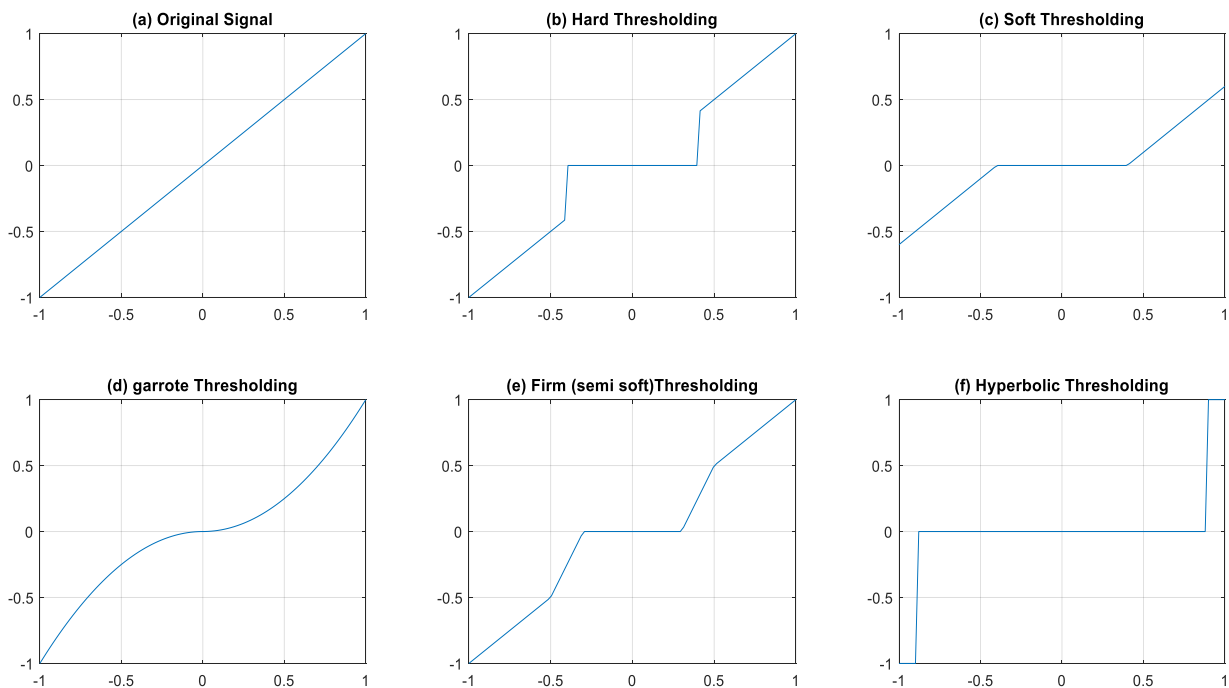 (a) Original Signal
(b) Hard Thresholding
(c) Soft Thresholding
1
0.5
0
-0.5
-1
-1 -0.5 0 0.5 1
1
0.5
0
-0.5
-1
-1 -0.5 0 0.5 1
1
0.5
0
-0.5
-1
-1 -0.5 0 0.5 1
(d) garrote Thresholding
(e) Firm (semi soft)Thresholding
(f) Hyperbolic Thresholding
1
0.5
0
-0.5
-1
-1 -0.5 0 0.5 1
1
0.5
0
-0.5
-1
-1 -0.5 0 0.5 1
1
0.5
0
-0.5
-1
-1 -0.5 0 0.5 1